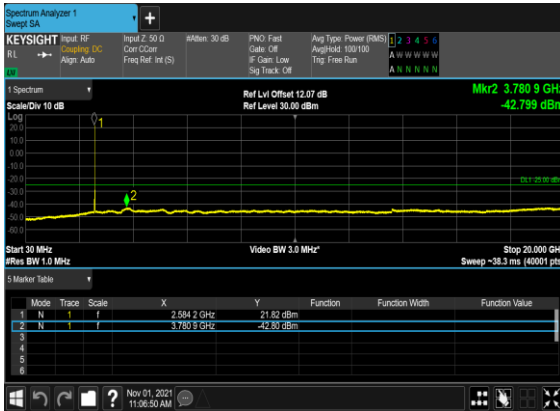 Spectrum Analyzer 1
Swept SA
KEYSIGHT Input: RF Input Z: 50 Ω #Atten: 30 dB PNO: Fast Avg Type: Power (RMS) 1 2 3 4 5 6
RL Coupling: DC Corr CCorr Gate: Off Avg|Hold: 100/100 A W W W W W
Align: Auto Freq Ref: Int (S) IF Gain: Low Trig: Free Run
Sig Track: Off A N N N N N
1 Spectrum Ref Lvl Offset 12.07 dB Mkr2 3.780 9 GHz
Scale/Div 10 dB Ref Level 30.00 dBm -42.799 dBm
Log
20.0
10.0
0.00
-10.0
-20.0
-30.0
-40.0
-50.0
-60.0
1
2
DL1 -25.00 dBm
Start 30 MHz Video BW 3.0 MHz* Stop 20.000 GHz
#Res BW 1.0 MHz Sweep ~38.3 ms (40001 pts)
5 Marker Table
Mode Trace Scale X Y Function Function Width Function Value
1 N 1 f 2.584 2 GHz 21.82 dBm
2 N 1 f 3.780 9 GHz -42.80 dBm
3
4
5
6
Nov 01, 2021
11:06:50 AM